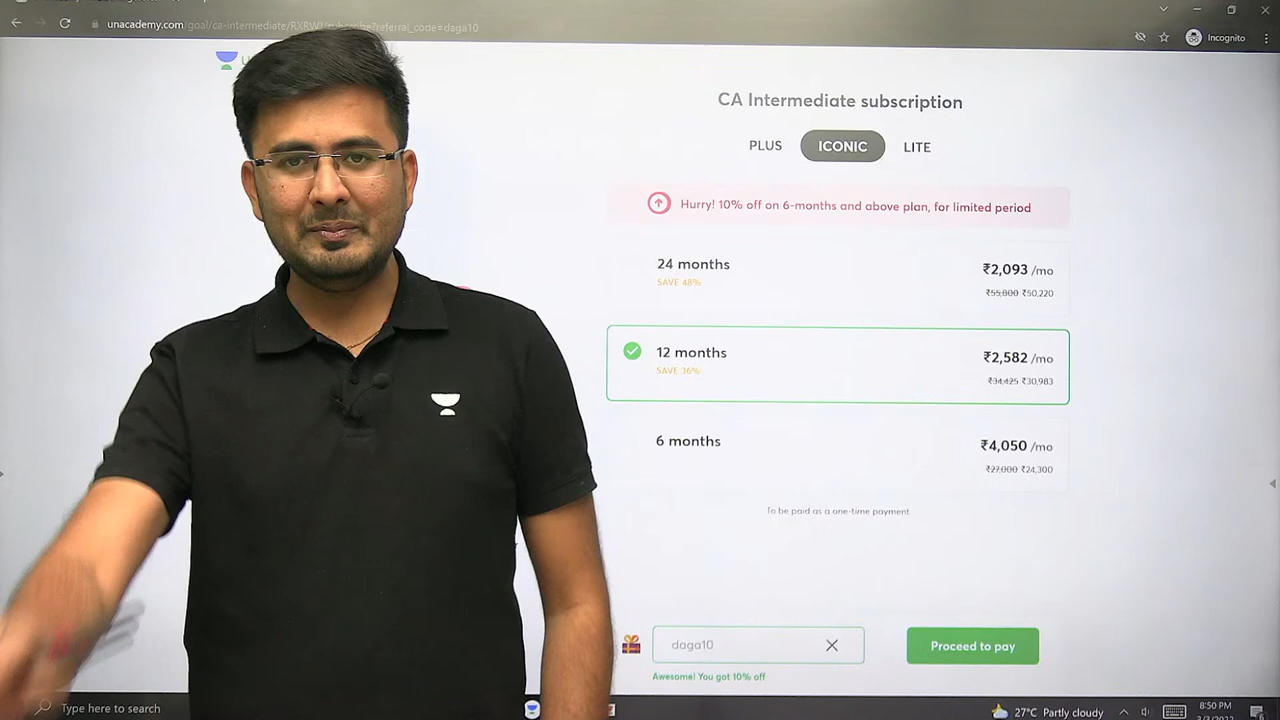 unacademy.com/goal/ca-intermediate/
subscribe?referral_code=daga10
Incognito
CA Intermediate subscription
PLUS ICONIC LITE
Hurry! 10% off on 6-months and above plan, for limited period
24 months ₹2,093 /mo
SAVE 48% ₹55,800 ₹50,220
12 months ₹2,582 /mo
SAVE 36% ₹34,425 ₹30,983
6 months ₹4,050 /mo
₹27,000 ₹24,300
To be paid as a one-time payment
daga10 Proceed to pay
Awesome! You got 10% off
Type here to search
27°C Partly cloudy
8:50 PM